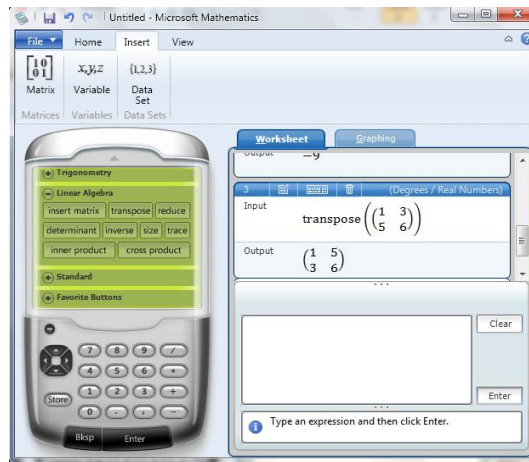 Untitled - Microsoft Mathematics
File Home Insert View
Matrix Variable Data Set
Matrices Variables Data Sets
Worksheet Graphing
Output −9
3 (Degrees / Real Numbers)
Input transpose((1 3
5 6))
Output (1 5
3 6)
Trigonometry
Linear Algebra
insert matrix transpose reduce
determinant inverse size trace
inner product cross product
Standard
Favorite Buttons
7 8 9 /
4 5 6 *
Store 1 2 3 +
0 . , −
Bksp Enter
Clear
Enter
Type an expression and then click Enter.